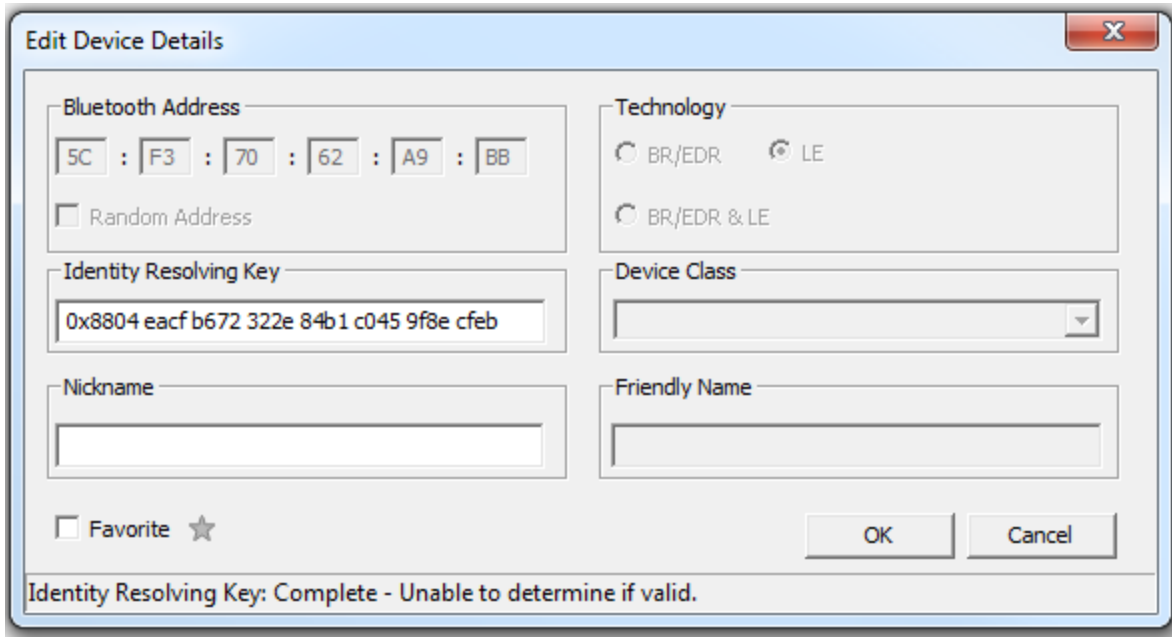 Edit Device Details
Bluetooth Address
5C : F3 : 70 : 62 : A9 : BB
Random Address
Technology
BR/EDR LE
BR/EDR & LE
Identity Resolving Key
0x8804 eacf b672 322e 84b1 c045 9f8e cfeb
Device Class
Nickname
Friendly Name
Favorite
OK Cancel
Identity Resolving Key: Complete - Unable to determine if valid.